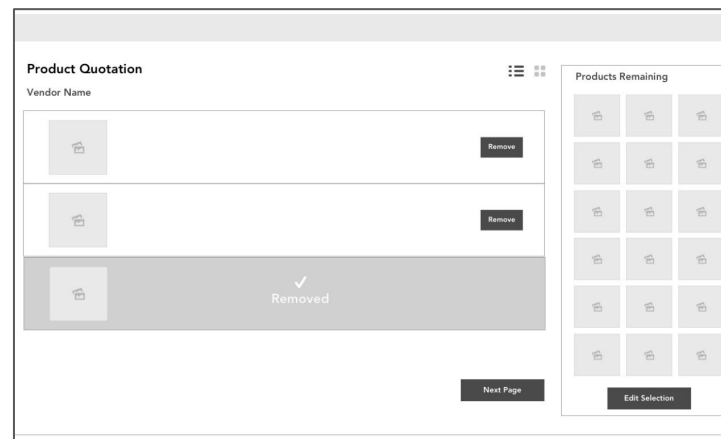 Product Quotation
Vendor Name
Remove
Remove
Removed
Next Page
Products Remaining
Edit Selection